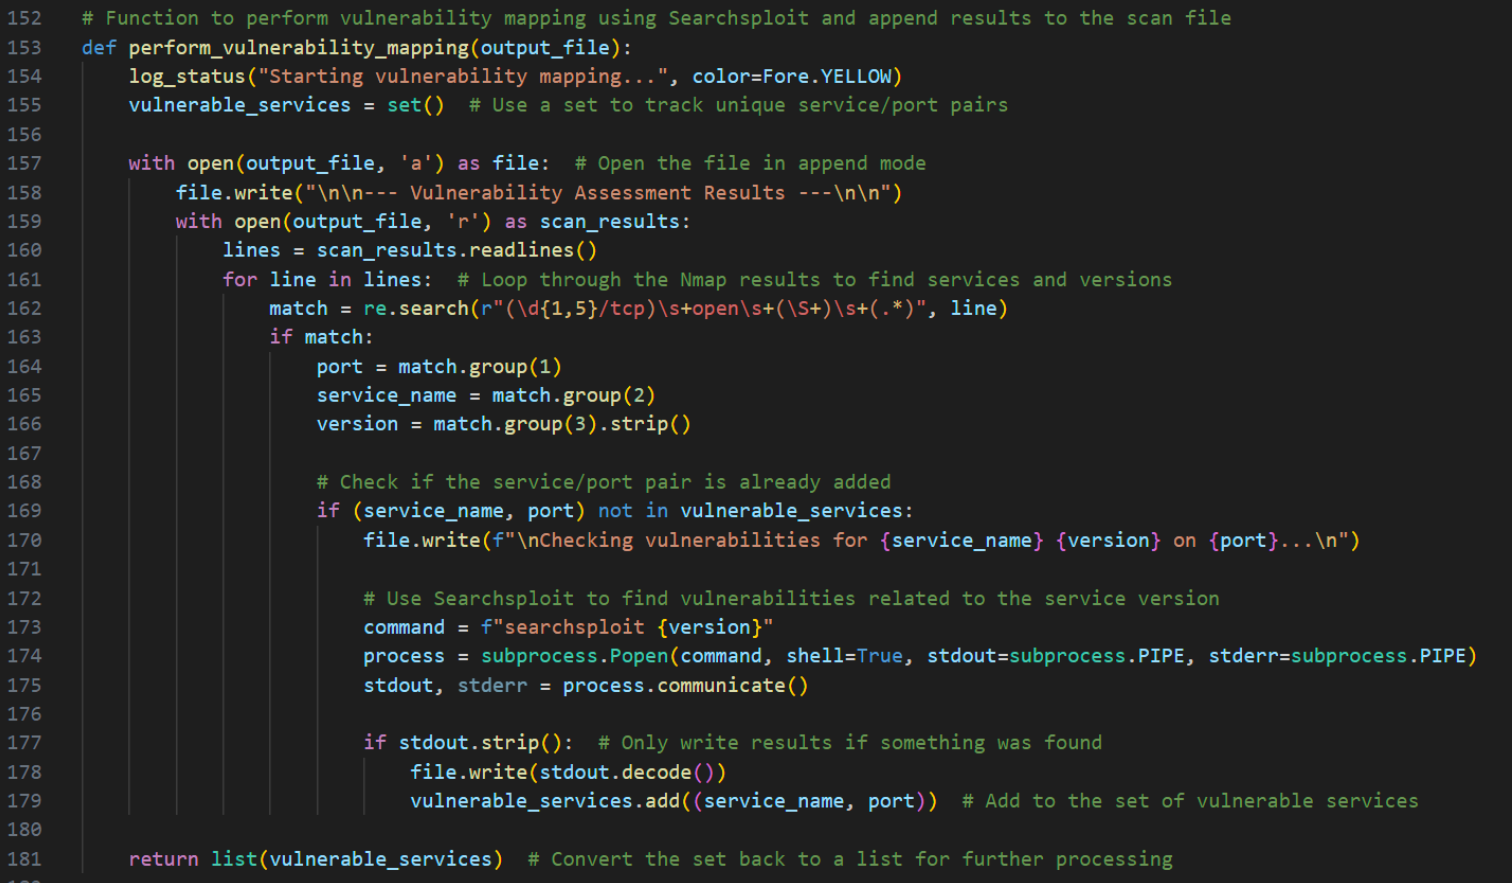 152 # Function to perform vulnerability mapping using Searchsploit and append results to the scan file
153 def perform_vulnerability_mapping(output_file):
154     log_status("Starting vulnerability mapping...", color=Fore.YELLOW)
155     vulnerable_services = set()  # Use a set to track unique service/port pairs
156
157     with open(output_file, 'a') as file:  # Open the file in append mode
158         file.write("\n\n--- Vulnerability Assessment Results ---\n\n")
159         with open(output_file, 'r') as scan_results:
160             lines = scan_results.readlines()
161             for line in lines:  # Loop through the Nmap results to find services and versions
162                 match = re.search(r"(\d{1,5}/tcp)\s+open\s+(\S+)\s+(.*)", line)
163                 if match:
164                     port = match.group(1)
165                     service_name = match.group(2)
166                     version = match.group(3).strip()
167
168                     # Check if the service/port pair is already added
169                     if (service_name, port) not in vulnerable_services:
170                         file.write(f"\nChecking vulnerabilities for {service_name} {version} on {port}...\n")
171
172                         # Use Searchsploit to find vulnerabilities related to the service version
173                         command = f"searchsploit {version}"
174                         process = subprocess.Popen(command, shell=True, stdout=subprocess.PIPE, stderr=subprocess.PIPE)
175                         stdout, stderr = process.communicate()
176
177                         if stdout.strip():  # Only write results if something was found
178                             file.write(stdout.decode())
179                             vulnerable_services.add((service_name, port))  # Add to the set of vulnerable services
180
181     return list(vulnerable_services)  # Convert the set back to a list for further processing